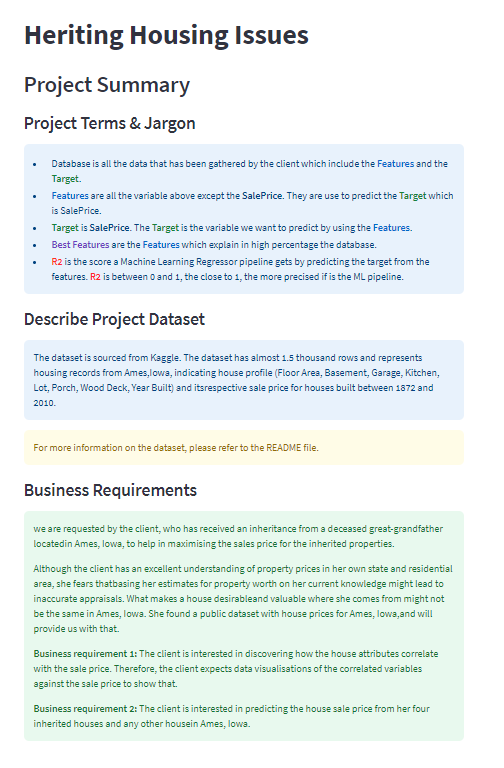 Heriting Housing Issues
Project Summary
Project Terms & Jargon
• Database is all the data that has been gathered by the client which include the Features and the
Target.
• Features are all the variable above except the SalePrice. They are use to predict the Target which
is SalePrice.
• Target is SalePrice. The Target is the variable we want to predict by using the Features.
• Best Features are the Features which explain in high percentage the database.
• R2 is the score a Machine Learning Regressor pipeline gets by predicting the target from the
features. R2 is between 0 and 1, the close to 1, the more precised if is the ML pipeline.
Describe Project Dataset
The dataset is sourced from Kaggle. The dataset has almost 1.5 thousand rows and represents
housing records from Ames,Iowa, indicating house profile (Floor Area, Basement, Garage, Kitchen,
Lot, Porch, Wood Deck, Year Built) and itsrespective sale price for houses built between 1872 and
2010.
For more information on the dataset, please refer to the README file.
Business Requirements
we are requested by the client, who has received an inheritance from a deceased great-grandfather
locatedin Ames, Iowa, to help in maximising the sales price for the inherited properties.
Although the client has an excellent understanding of property prices in her own state and residential
area, she fears thatbasing her estimates for property worth on her current knowledge might lead to
inaccurate appraisals. What makes a house desirableand valuable where she comes from might not
be the same in Ames, Iowa. She found a public dataset with house prices for Ames, Iowa,and will
provide us with that.
Business requirement 1: The client is interested in discovering how the house attributes correlate
with the sale price. Therefore, the client expects data visualisations of the correlated variables
against the sale price to show that.
Business requirement 2: The client is interested in predicting the house sale price from her four
inherited houses and any other housein Ames, Iowa.